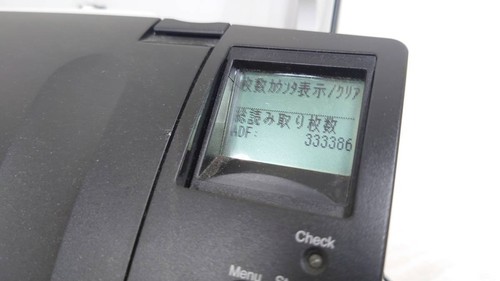 枚数ｶｳﾝﾀ表示/ｸﾘｱ
総読み取り枚数
ADF: 333386
Check
Menu